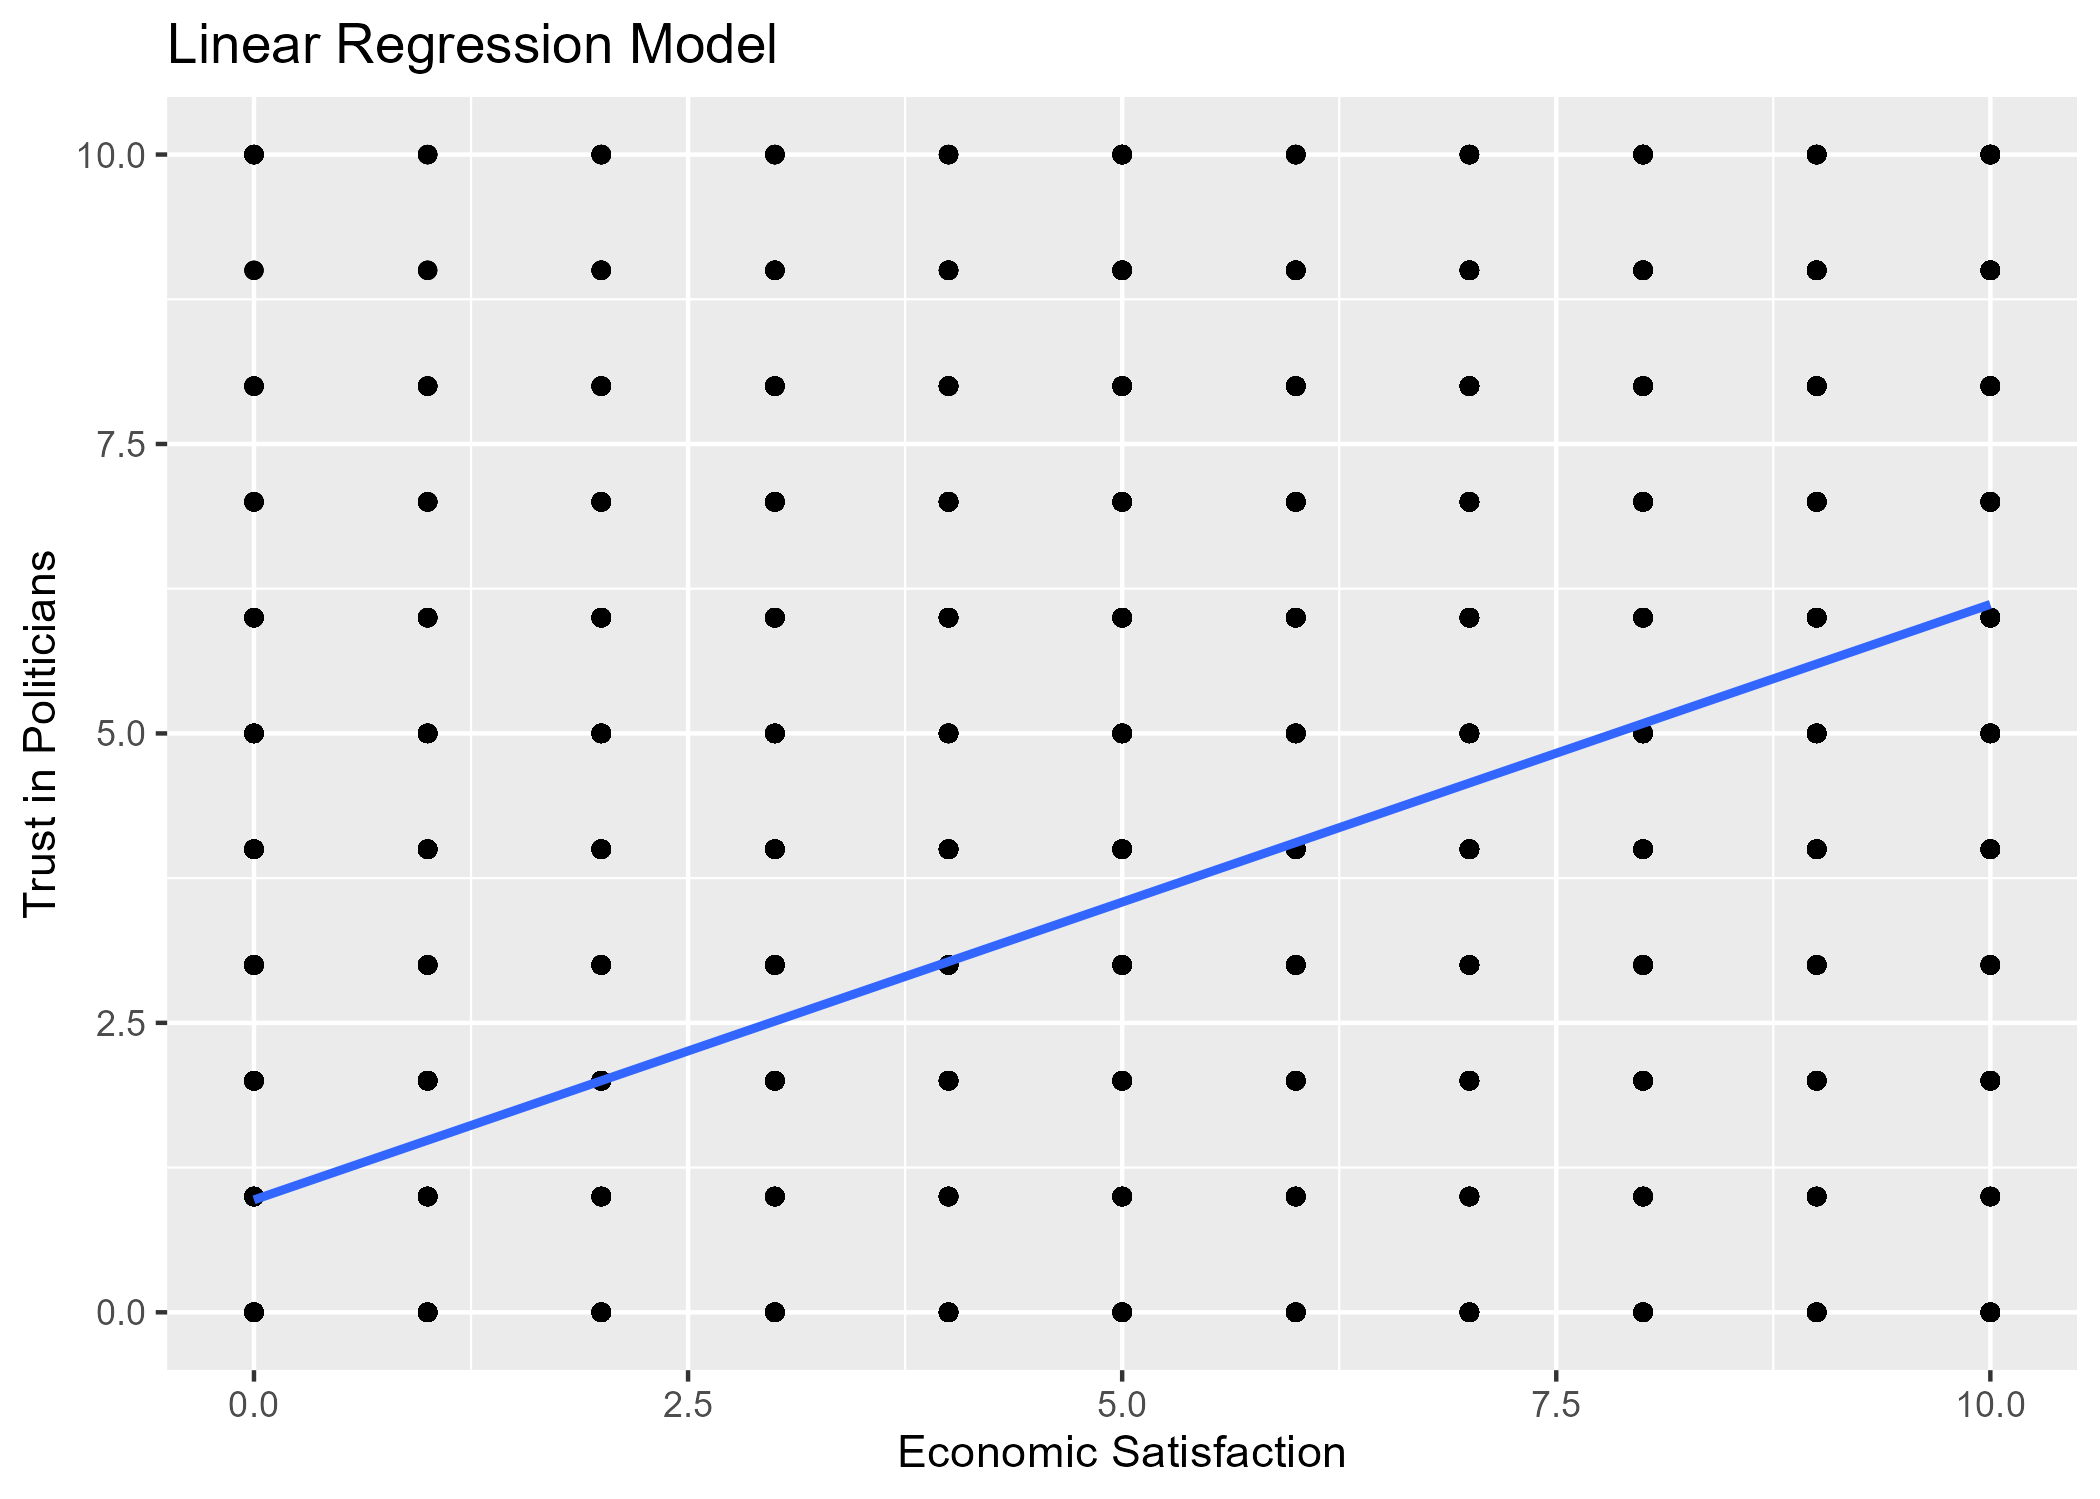 Linear Regression Model
Trust in Politicians
10.0
7.5
5.0
2.5
0.0
0.0 2.5 5.0 7.5 10.0
Economic Satisfaction